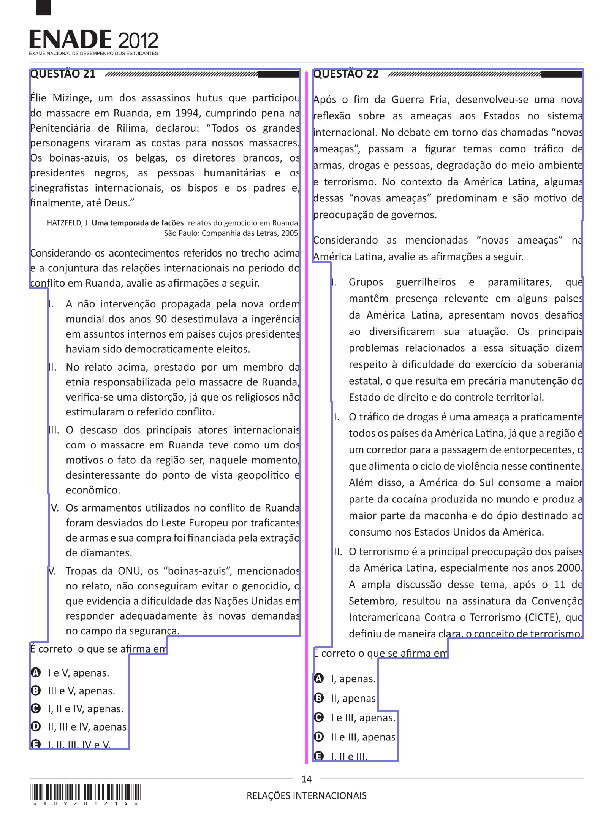 ENADE 2012
EXAME NACIONAL DE DESEMPENHO DOS ESTUDANTES
QUESTÃO 21
Élie Mizinge, um dos assassinos hutus que participou
do massacre em Ruanda, em 1994, cumprindo pena na
Penitenciária de Rilima, declarou: “Todos os grandes
personagens viraram as costas para nossos massacres.
Os boinas-azuis, os belgas, os diretores brancos, os
presidentes negros, as pessoas humanitárias e os
cinegrafistas internacionais, os bispos e os padres e,
finalmente, até Deus.”
HATZFELD, J. Uma temporada de facões: relatos do genocídio em Ruanda.
São Paulo: Companhia das Letras, 2005.
Considerando os acontecimentos referidos no trecho acima
e a conjuntura das relações internacionais no período do
conflito em Ruanda, avalie as afirmações a seguir.
I. A não intervenção propagada pela nova ordem
mundial dos anos 90 desestimulava a ingerência
em assuntos internos em países cujos presidentes
haviam sido democraticamente eleitos.
II. No relato acima, prestado por um membro da
etnia responsabilizada pelo massacre de Ruanda,
verifica-se uma distorção, já que os religiosos não
estimularam o referido conflito.
III. O descaso dos principais atores internacionais
com o massacre em Ruanda teve como um dos
motivos o fato da região ser, naquele momento,
desinteressante do ponto de vista geopolítico e
econômico.
V. Os armamentos utilizados no conflito de Ruanda
foram desviados do Leste Europeu por traficantes
de armas e sua compra foi financiada pela extração
de diamantes.
V. Tropas da ONU, os “boinas-azuis”, mencionados
no relato, não conseguiram evitar o genocídio, o
que evidencia a dificuldade das Nações Unidas em
responder adequadamente às novas demandas
no campo da segurança.
É correto o que se afirma em
A I e V, apenas.
B III e V, apenas.
C I, II e IV, apenas.
D II, III e IV, apenas.
E I, II, III, IV e V.
QUESTÃO 22
Após o fim da Guerra Fria, desenvolveu-se uma nova
reflexão sobre as ameaças aos Estados no sistema
internacional. No debate em torno das chamadas “novas
ameaças”, passam a figurar temas como tráfico de
armas, drogas e pessoas, degradação do meio ambiente
e terrorismo. No contexto da América Latina, algumas
dessas “novas ameaças” predominam e são motivo de
preocupação de governos.
Considerando as mencionadas “novas ameaças” na
América Latina, avalie as afirmações a seguir.
I. Grupos guerrilheiros e paramilitares, que
mantêm presença relevante em alguns países
da América Latina, apresentam novos desafios
ao diversificarem sua atuação. Os principais
problemas relacionados a essa situação dizem
respeito à dificuldade do exercício da soberania
estatal, o que resulta em precária manutenção do
Estado de direito e do controle territorial.
I. O tráfico de drogas é uma ameaça a praticamente
todos os países da América Latina, já que a região é
um corredor para a passagem de entorpecentes, o
que alimenta o ciclo de violência nesse continente.
Além disso, a América do Sul consome a maior
parte da cocaína produzida no mundo e produz a
maior parte da maconha e do ópio destinado ao
consumo nos Estados Unidos da América.
II. O terrorismo é a principal preocupação dos países
da América Latina, especialmente nos anos 2000.
A ampla discussão desse tema, após o 11 de
Setembro, resultou na assinatura da Convenção
Interamericana Contra o Terrorismo (CICTE), que
definiu de maneira clara, o conceito de terrorismo.
É correto o que se afirma em
A I, apenas.
B II, apenas.
C I e III, apenas.
D II e III, apenas.
E I, II e III.
14
RELAÇÕES INTERNACIONAIS